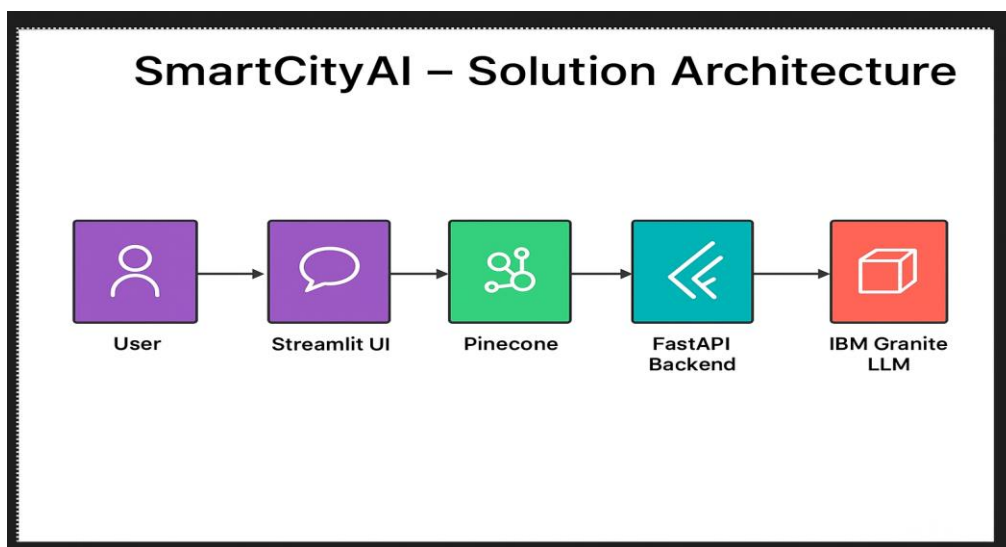 SmartCityAI – Solution Architecture
User
Streamlit UI
Pinecone
FastAPI
Backend
IBM Granite
LLM